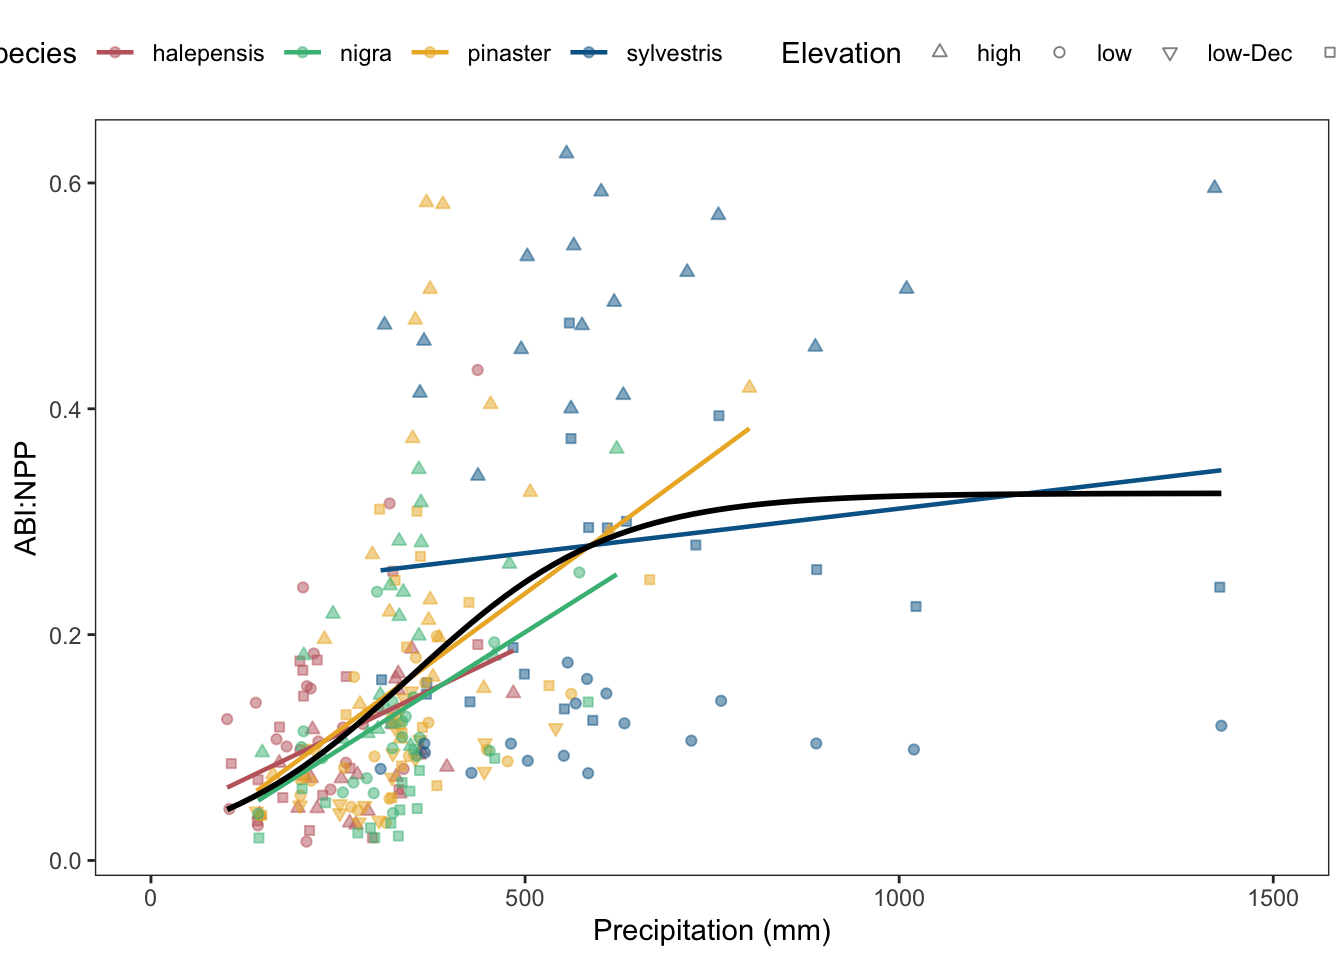 pecies halepensis nigra pinaster sylvestris Elevation high low low-Dec
0.6
0.4
0.2
0.0
ABI:NPP
0 500 1000 1500
Precipitation (mm)